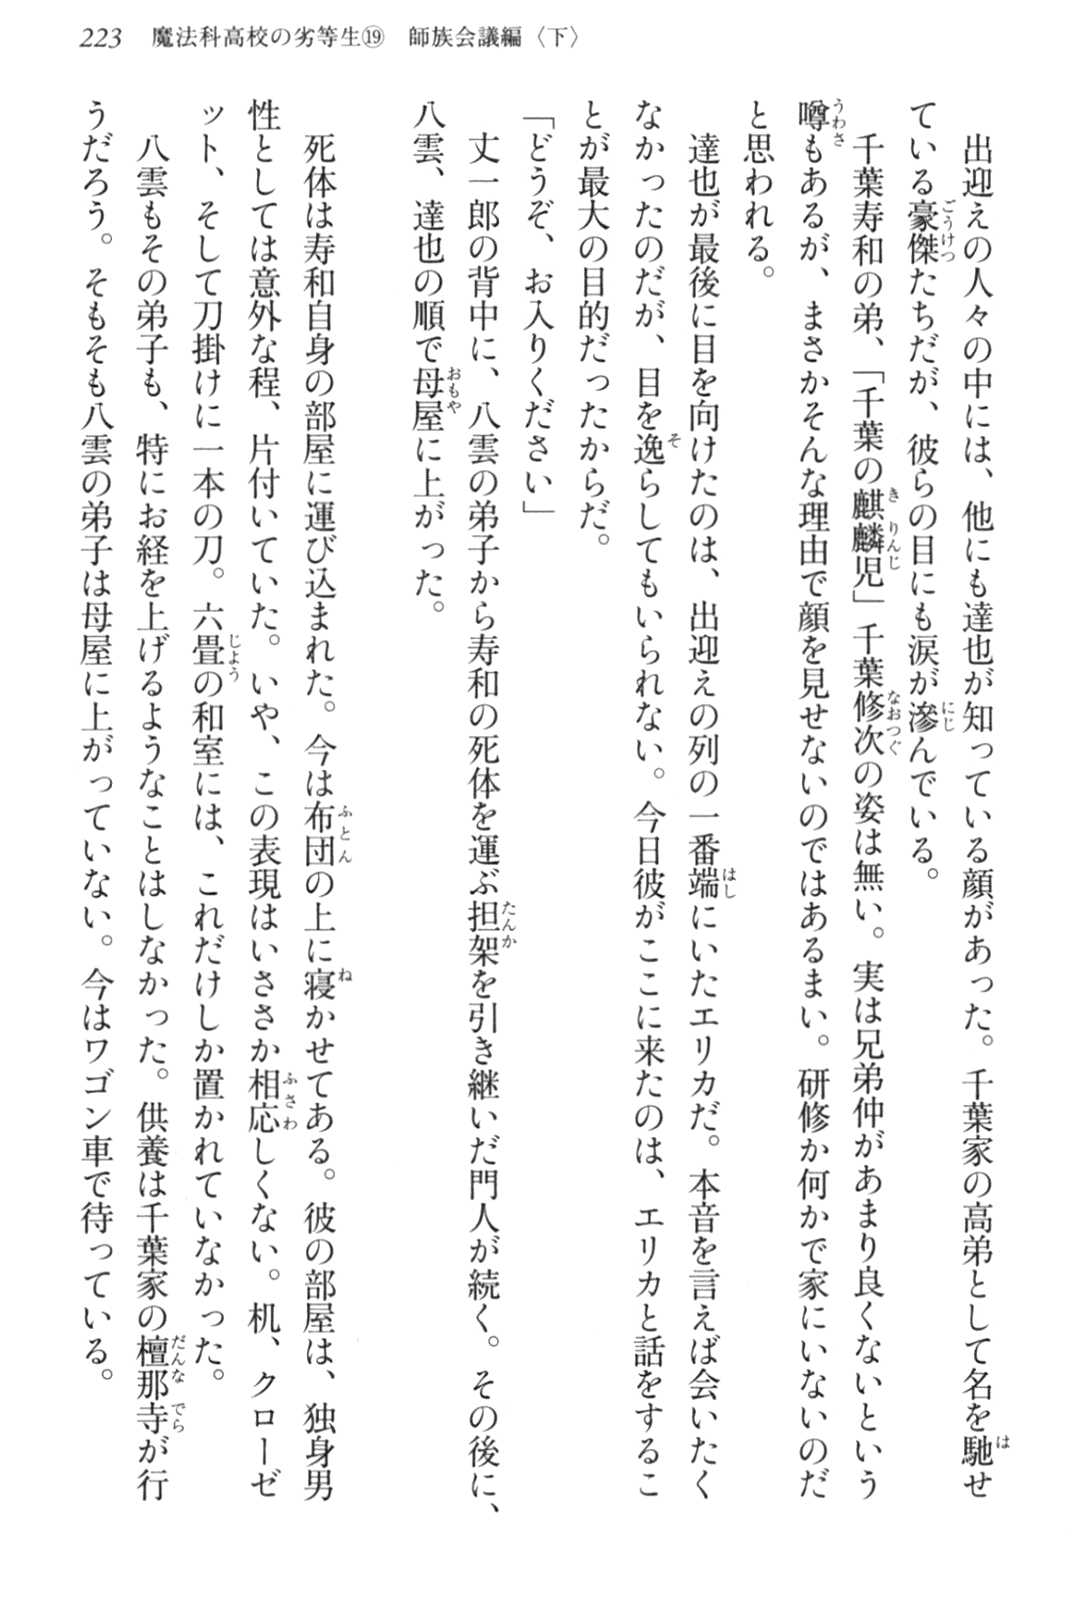 223　魔法科高校の劣等生⑲　師族会議編〈下〉
　出迎えの人々の中には、他にも達也が知っている顔があった。千葉家の高弟として名を馳せ
ている豪傑たちだが、彼らの目にも涙が滲んでいる。
　千葉寿和の弟、「千葉の麒麟児」千葉修次の姿は無い。実は兄弟仲があまり良くないという
噂もあるが、まさかそんな理由で顔を見せないのではあるまい。研修か何かで家にいないのだ
と思われる。
　達也が最後に目を向けたのは、出迎えの列の一番端にいたエリカだ。本音を言えば会いたく
なかったのだが、目を逸らしてもいられない。今日彼がここに来たのは、エリカと話をするこ
とが最大の目的だったからだ。
「どうぞ、お入りください」
　丈一郎の背中に、八雲の弟子から寿和の死体を運ぶ担架を引き継いだ門人が続く。その後に、
八雲、達也の順で母屋に上がった。
　死体は寿和自身の部屋に運び込まれた。今は布団の上に寝かせてある。彼の部屋は、独身男
性としては意外な程、片付いていた。いや、この表現はいささか相応しくない。机、クローゼ
ット、そして刀掛けに一本の刀。六畳の和室には、これだけしか置かれていなかった。
　八雲もその弟子も、特にお経を上げるようなことはしなかった。供養は千葉家の檀那寺が行
うだろう。そもそも八雲の弟子は母屋に上がっていない。今はワゴン車で待っている。